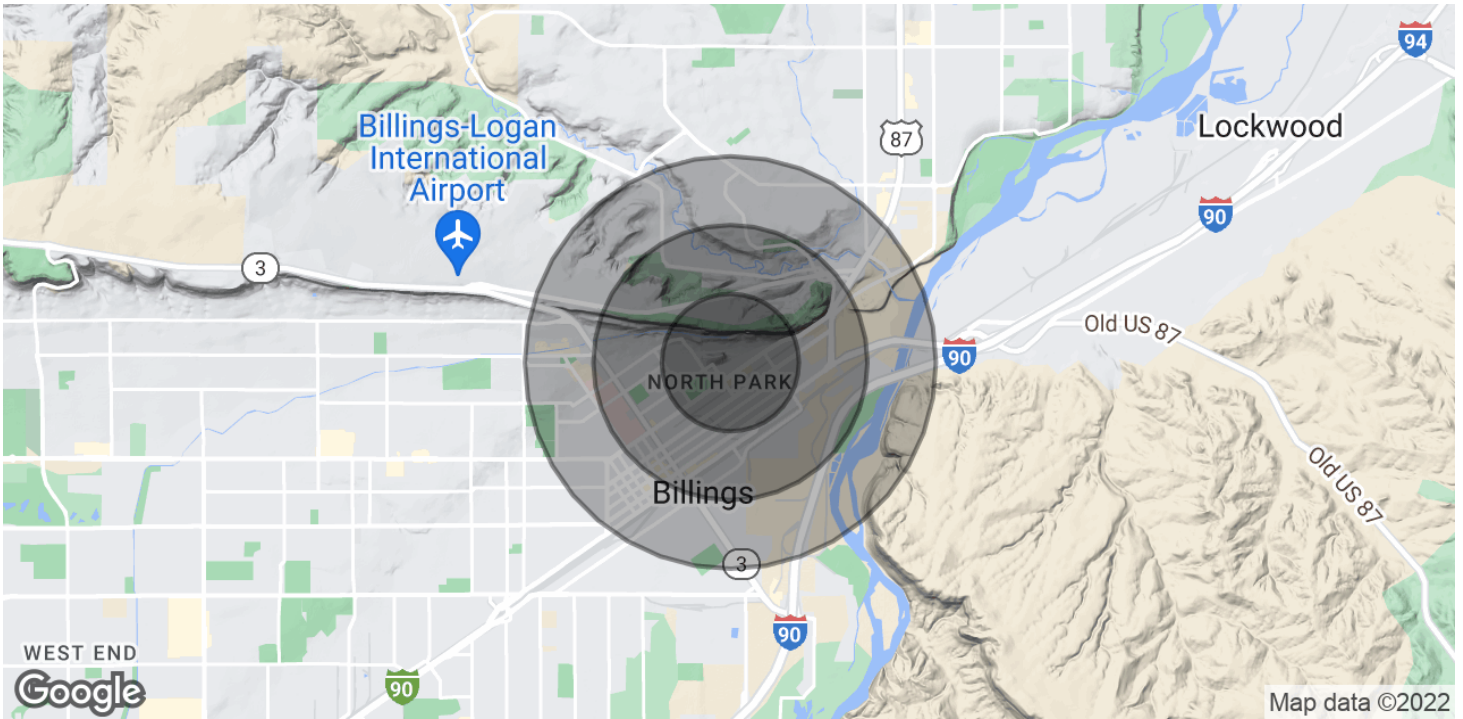 94
Billings-Logan
International
Airport
87
Lockwood
90
3
Old US 87
90
NORTH PARK
Old US 87
Billings
3
90
WEST END
90
Google
Map data ©2022